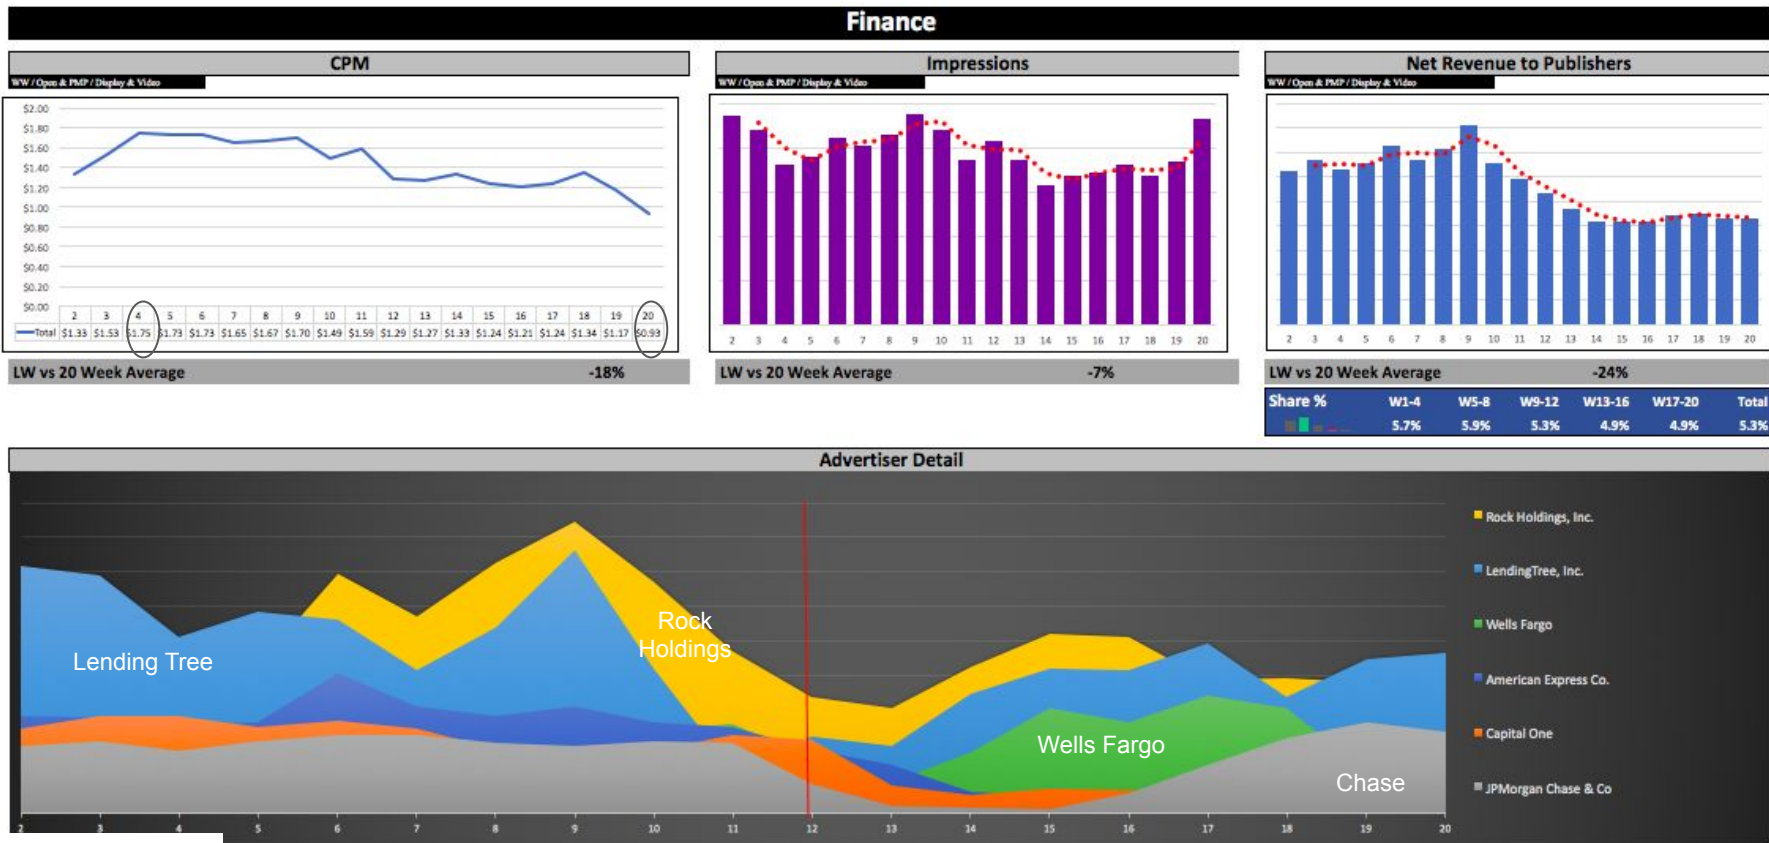 Finance
CPM
WW / Open & PMP / Display & Video
$2.00
$1.80
$1.60
$1.40
$1.20
$1.00
$0.80
$0.60
$0.40
$0.20
$0.00
2 3 4 5 6 7 8 9 10 11 12 13 14 15 16 17 18 19 20
Total $1.33 $1.53 $1.75 $1.73 $1.73 $1.65 $1.67 $1.70 $1.49 $1.59 $1.29 $1.27 $1.33 $1.24 $1.21 $1.24 $1.34 $1.17 $0.93
LW vs 20 Week Average -18%
Impressions
WW / Open & PMP / Display & Video
2 3 4 5 6 7 8 9 10 11 12 13 14 15 16 17 18 19 20
LW vs 20 Week Average -7%
Net Revenue to Publishers
WW / Open & PMP / Display & Video
2 3 4 5 6 7 8 9 10 11 12 13 14 15 16 17 18 19 20
LW vs 20 Week Average -24%
Share % W1-4 W5-8 W9-12 W13-16 W17-20 Total
5.7% 5.9% 5.3% 4.9% 4.9% 5.3%
Advertiser Detail
Lending Tree
Rock
Holdings
Wells Fargo
Chase
2 3 4 5 6 7 8 9 10 11 12 13 14 15 16 17 18 19 20
Rock Holdings, Inc.
LendingTree, Inc.
Wells Fargo
American Express Co.
Capital One
JPMorgan Chase & Co